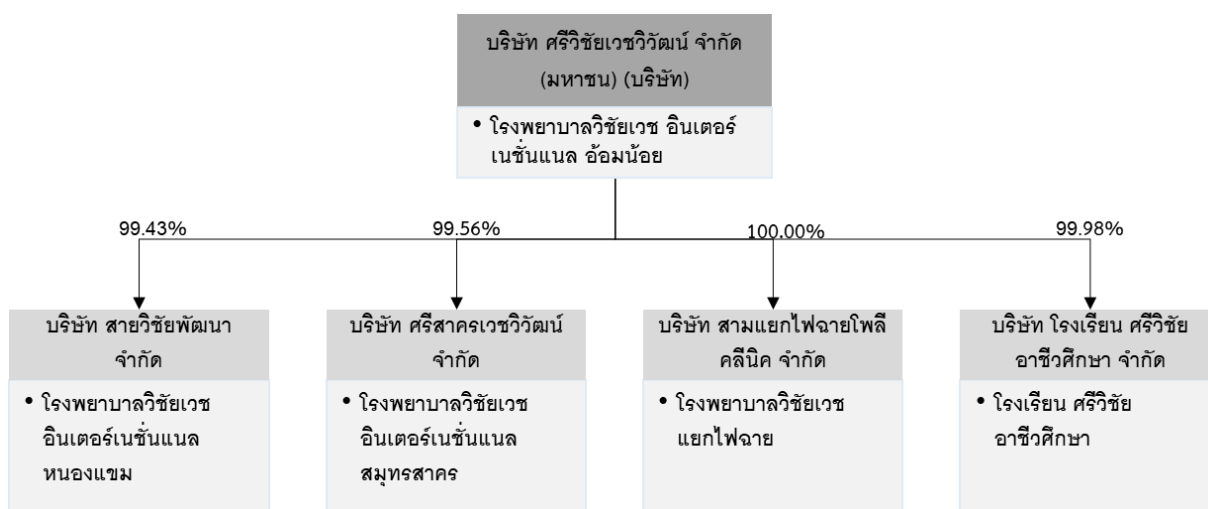 บริษัท ศรีวิชัยเวชวิวัฒน์ จำกัด
(มหาชน) (บริษัท)
• โรงพยาบาลวิชัยเวช อินเตอร์
เนชั่นแนล อ้อมน้อย
99.43%
99.56%
100.00%
99.98%
บริษัท สายวิชัยพัฒนา
จำกัด
• โรงพยาบาลวิชัยเวช
อินเตอร์เนชั่นแนล
หนองแขม
บริษัท ศรีสาครเวชวิวัฒน์
จำกัด
• โรงพยาบาลวิชัยเวช
อินเตอร์เนชั่นแนล
สมุทรสาคร
บริษัท สามแยกไฟฉายโพลี
คลีนิค จำกัด
• โรงพยาบาลวิชัยเวช
แยกไฟฉาย
บริษัท โรงเรียน ศรีวิชัย
อาชีวศึกษา จำกัด
• โรงเรียน ศรีวิชัย
อาชีวศึกษา